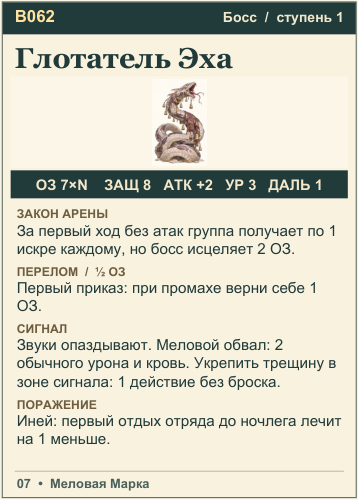 B062
Босс / ступень 1
Глотатель Эха
ОЗ 7×N ЗАЩ 8 АТК +2 УР 3 ДАЛЬ 1
ЗАКОН АРЕНЫ
За первый ход без атак группа получает по 1
искре каждому, но босс исцеляет 2 ОЗ.
ПЕРЕЛОМ / ½ ОЗ
Первый приказ: при промахе верни себе 1
ОЗ.
СИГНАЛ
Звуки опаздывают. Меловой обвал: 2
обычного урона и кровь. Укрепить трещину в
зоне сигнала: 1 действие без броска.
ПОРАЖЕНИЕ
Иней: первый отдых отряда до ночлега лечит
на 1 меньше.
07 • Меловая Марка